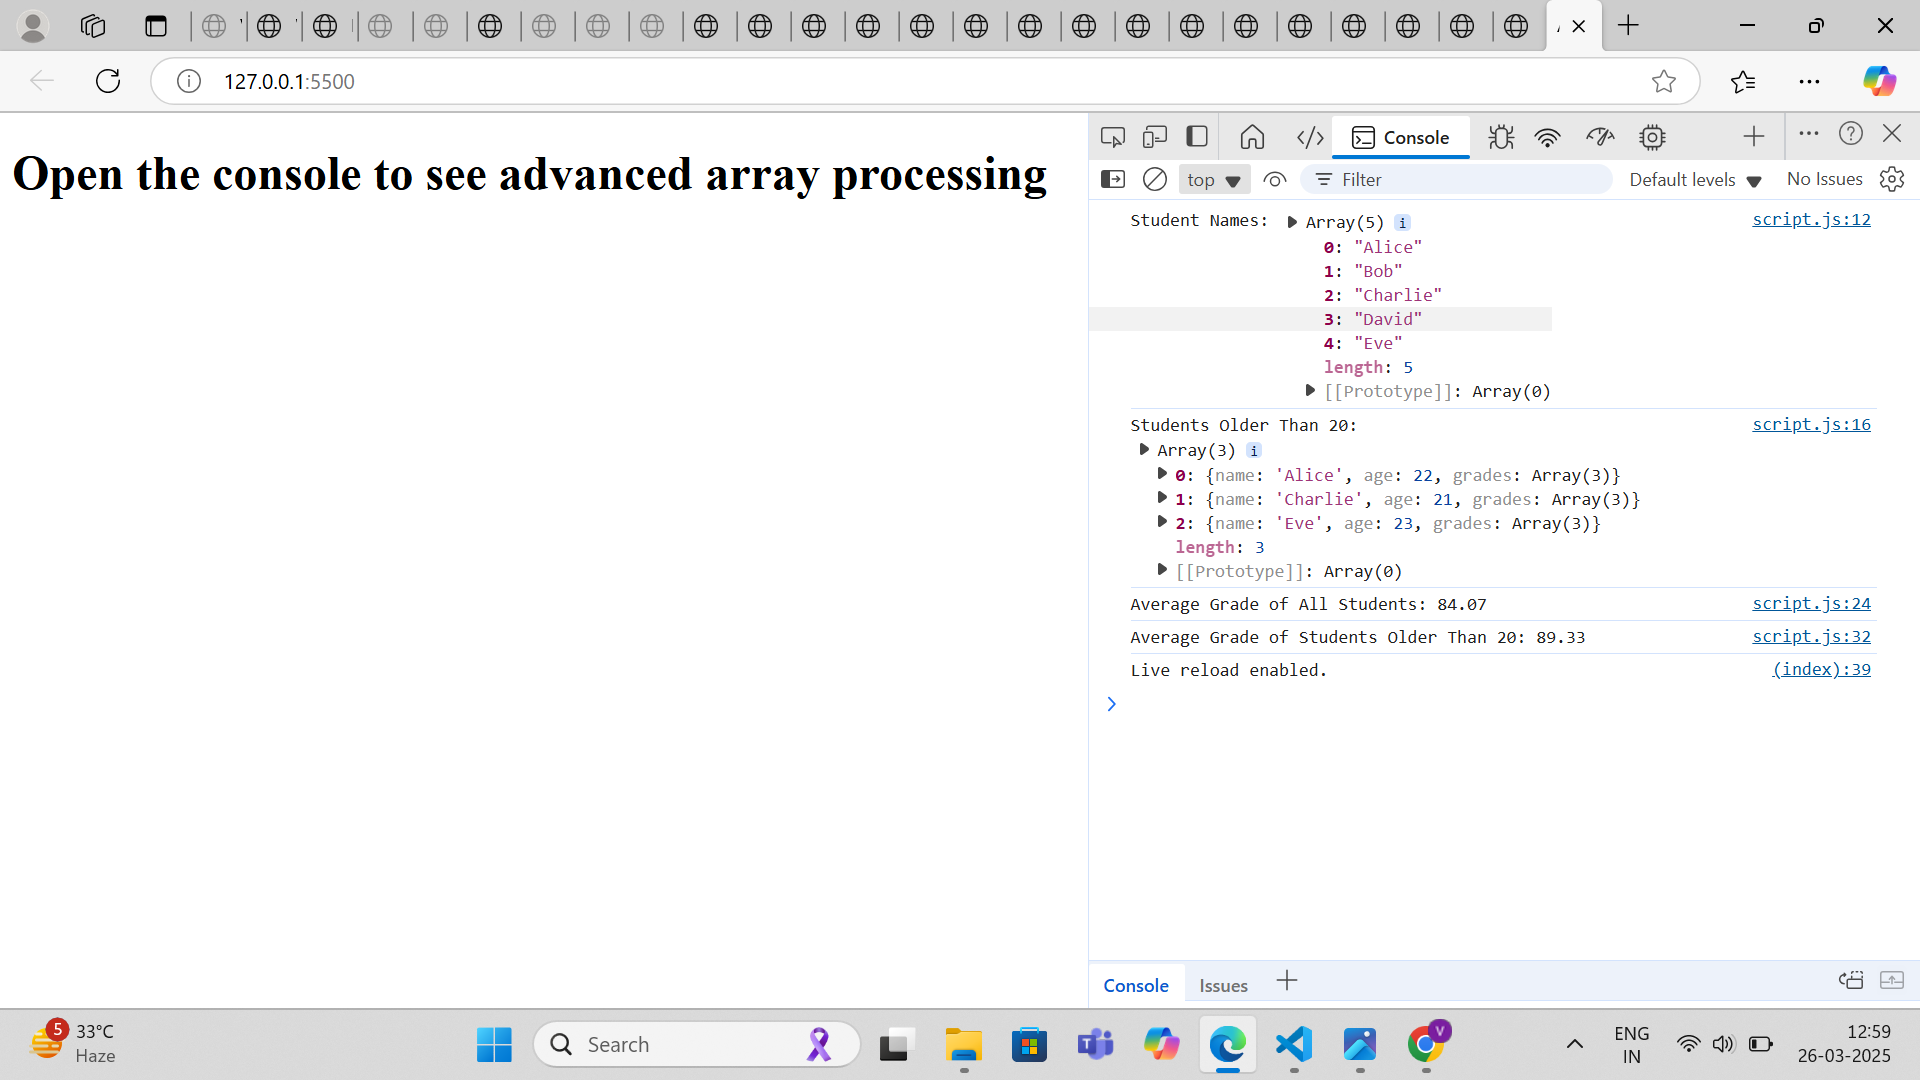 127.0.0.1:5500
Open the console to see advanced array processing
Console
top
Filter
Default levels
No Issues
Student Names: Array(5) i script.js:12
0: "Alice"
1: "Bob"
2: "Charlie"
3: "David"
4: "Eve"
length: 5
[[Prototype]]: Array(0)
Students Older Than 20: script.js:16
Array(3) i
0: {name: 'Alice', age: 22, grades: Array(3)}
1: {name: 'Charlie', age: 21, grades: Array(3)}
2: {name: 'Eve', age: 23, grades: Array(3)}
length: 3
[[Prototype]]: Array(0)
Average Grade of All Students: 84.07 script.js:24
Average Grade of Students Older Than 20: 89.33 script.js:32
Live reload enabled. (index):39
Console Issues
5
33°C
Haze
Search
V
ENG
IN
12:59
26-03-2025